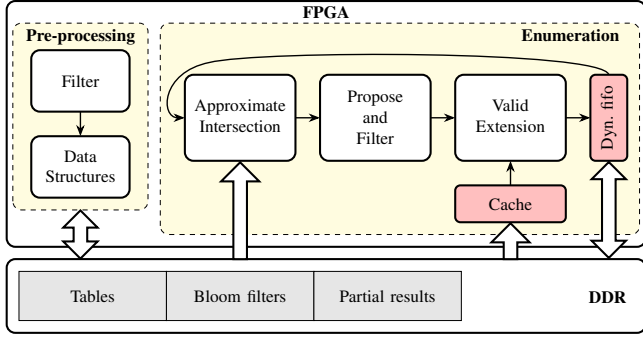 FPGA
Pre-processing
Enumeration
Filter
Data
Structures
Approximate
Intersection
Propose
and
Filter
Valid
Extension
Dyn. fifo
Cache
Tables
Bloom filters
Partial results
DDR